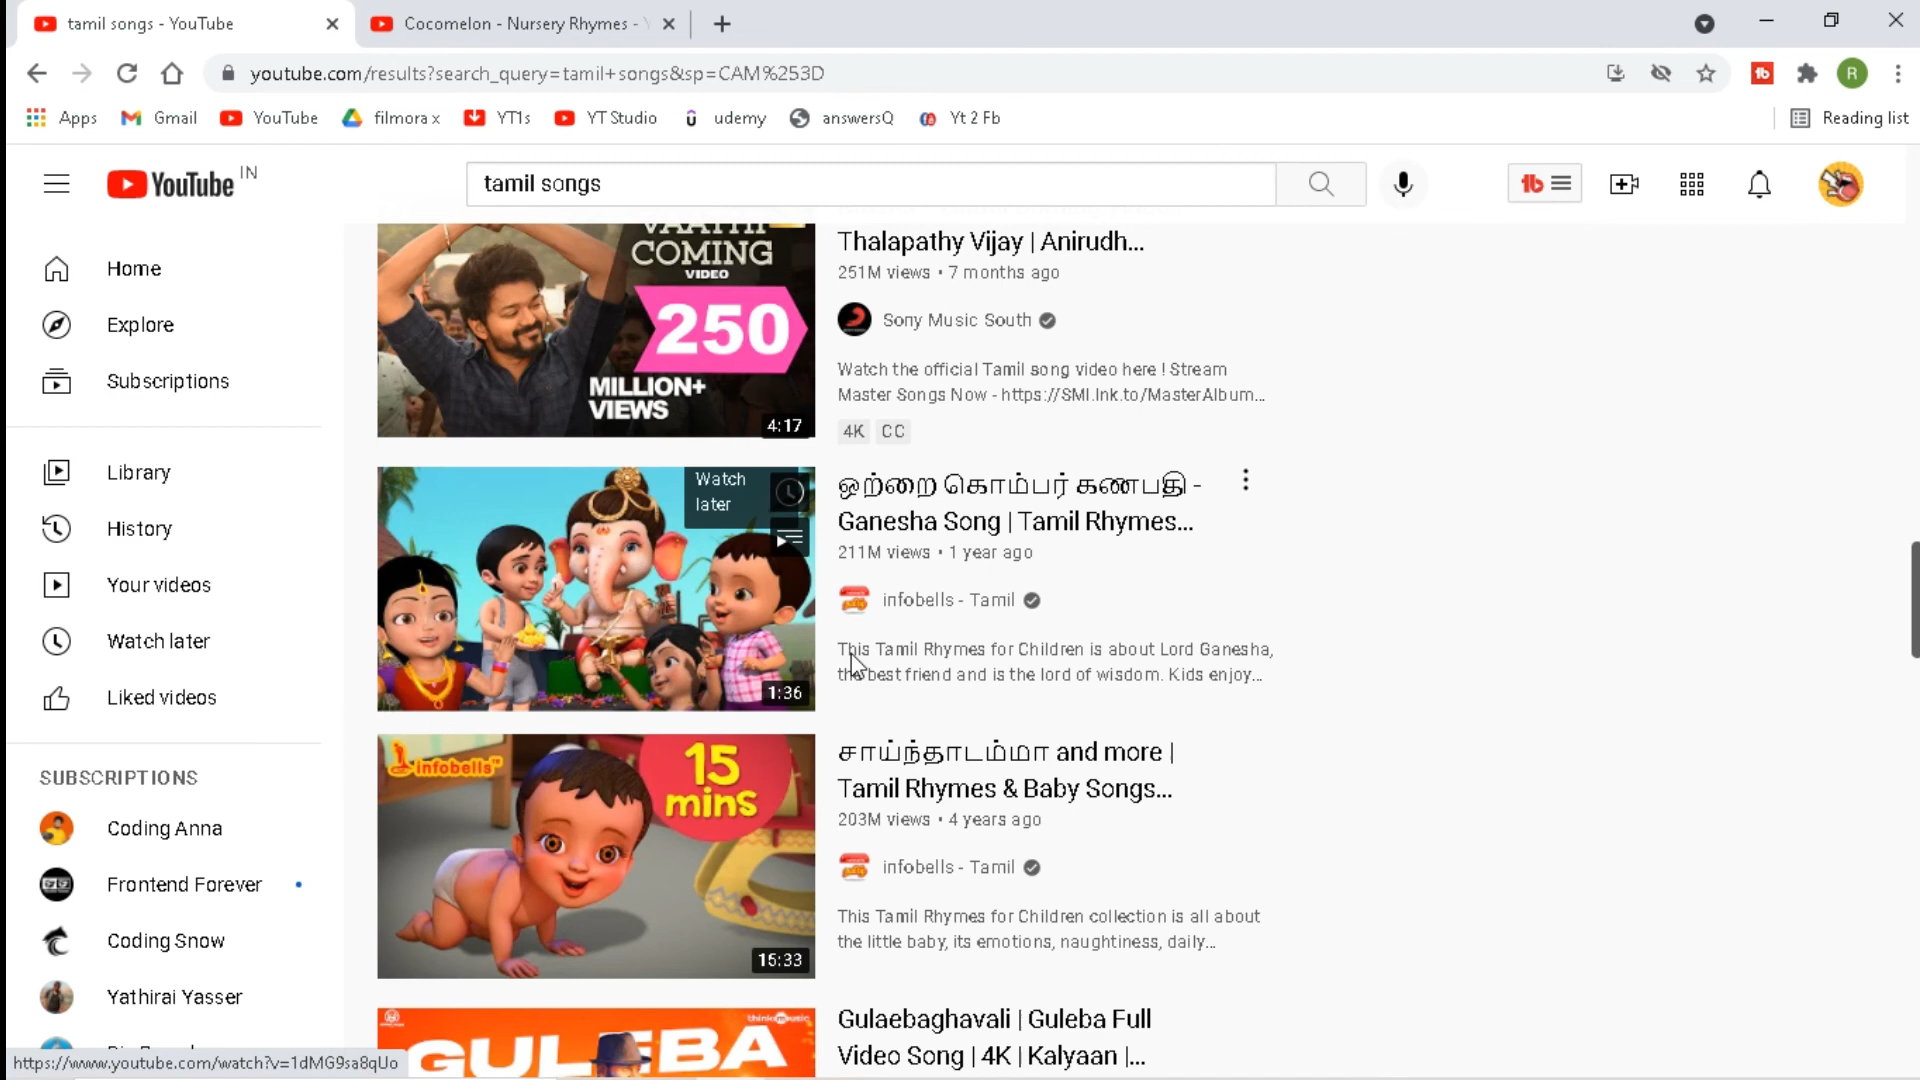 tamil songs - YouTube
Cocomelon - Nursery Rhymes -
youtube.com/results?search_query=tamil+songs&sp=CAM%253D
R
Apps
Gmail
YouTube
filmora x
YT1s
YT Studio
udemy
answersQ
Yt 2 Fb
Reading list
YouTube IN
tamil songs
Home
Explore
Subscriptions
Library
History
Your videos
Watch later
Liked videos
SUBSCRIPTIONS
Coding Anna
Frontend Forever
Coding Snow
Yathirai Yasser
VAATHI
COMING
VIDEO
250
MILLION+
VIEWS
4:17
Thalapathy Vijay | Anirudh...
251M views • 7 months ago
Sony Music South
Watch the official Tamil song video here ! Stream
Master Songs Now - https://SMI.lnk.to/MasterAlbum...
4K CC
Watch
later
1:36
ஒற்றை கொம்பர் கணபதி -
Ganesha Song | Tamil Rhymes...
211M views • 1 year ago
infobells - Tamil
This Tamil Rhymes for Children is about Lord Ganesha,
the best friend and is the lord of wisdom. Kids enjoy...
infobells
15
mins
15:33
சாய்ந்தாடம்மா and more |
Tamil Rhymes & Baby Songs...
203M views • 4 years ago
infobells - Tamil
This Tamil Rhymes for Children collection is all about
the little baby, its emotions, naughtiness, daily...
think music
GULEBA
Gulaebaghavali | Guleba Full
Video Song | 4K | Kalyaan |...
https://www.youtube.com/watch?v=1dMG9sa8qUo